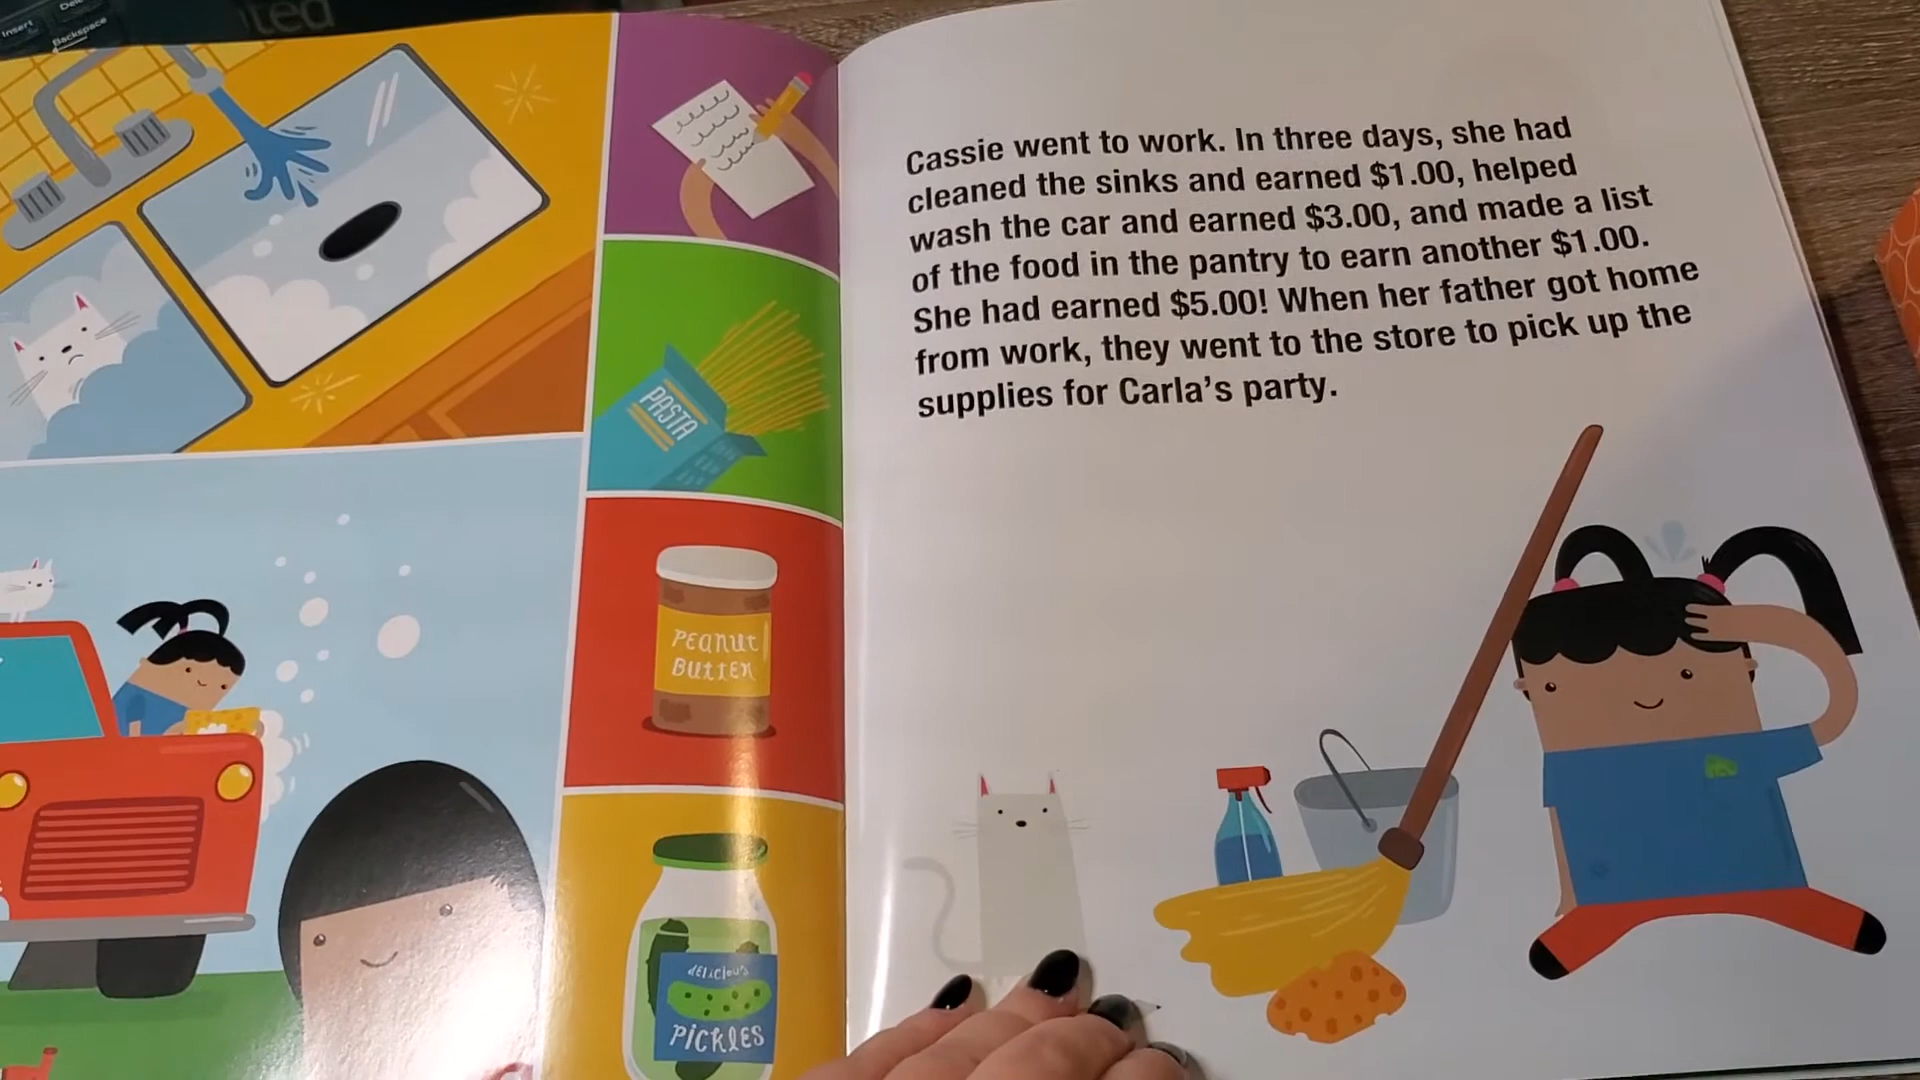 Insert
Backspace
PASTA
Peanut
Butter
delicious
PICKLES
Cassie went to work. In three days, she had
cleaned the sinks and earned $1.00, helped
wash the car and earned $3.00, and made a list
of the food in the pantry to earn another $1.00.
She had earned $5.00! When her father got home
from work, they went to the store to pick up the
supplies for Carla's party.